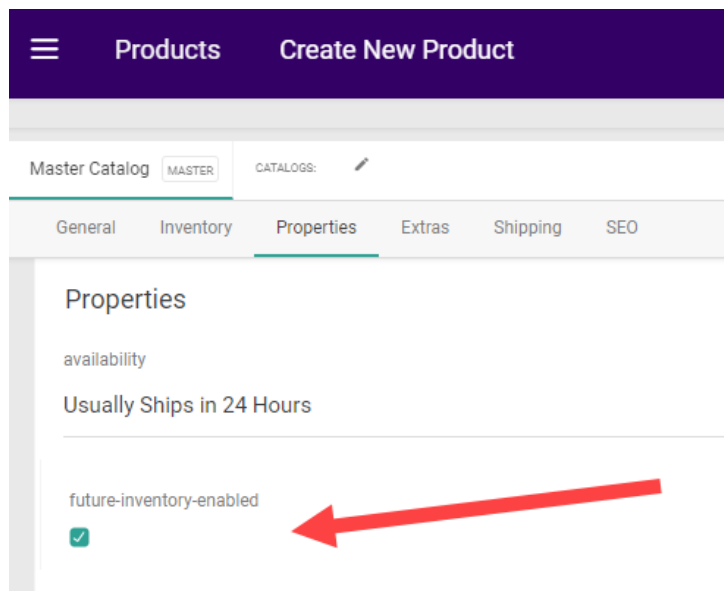 Products Create New Product
Master Catalog MASTER CATALOGS:
General Inventory Properties Extras Shipping SEO
Properties
availability
Usually Ships in 24 Hours
future-inventory-enabled